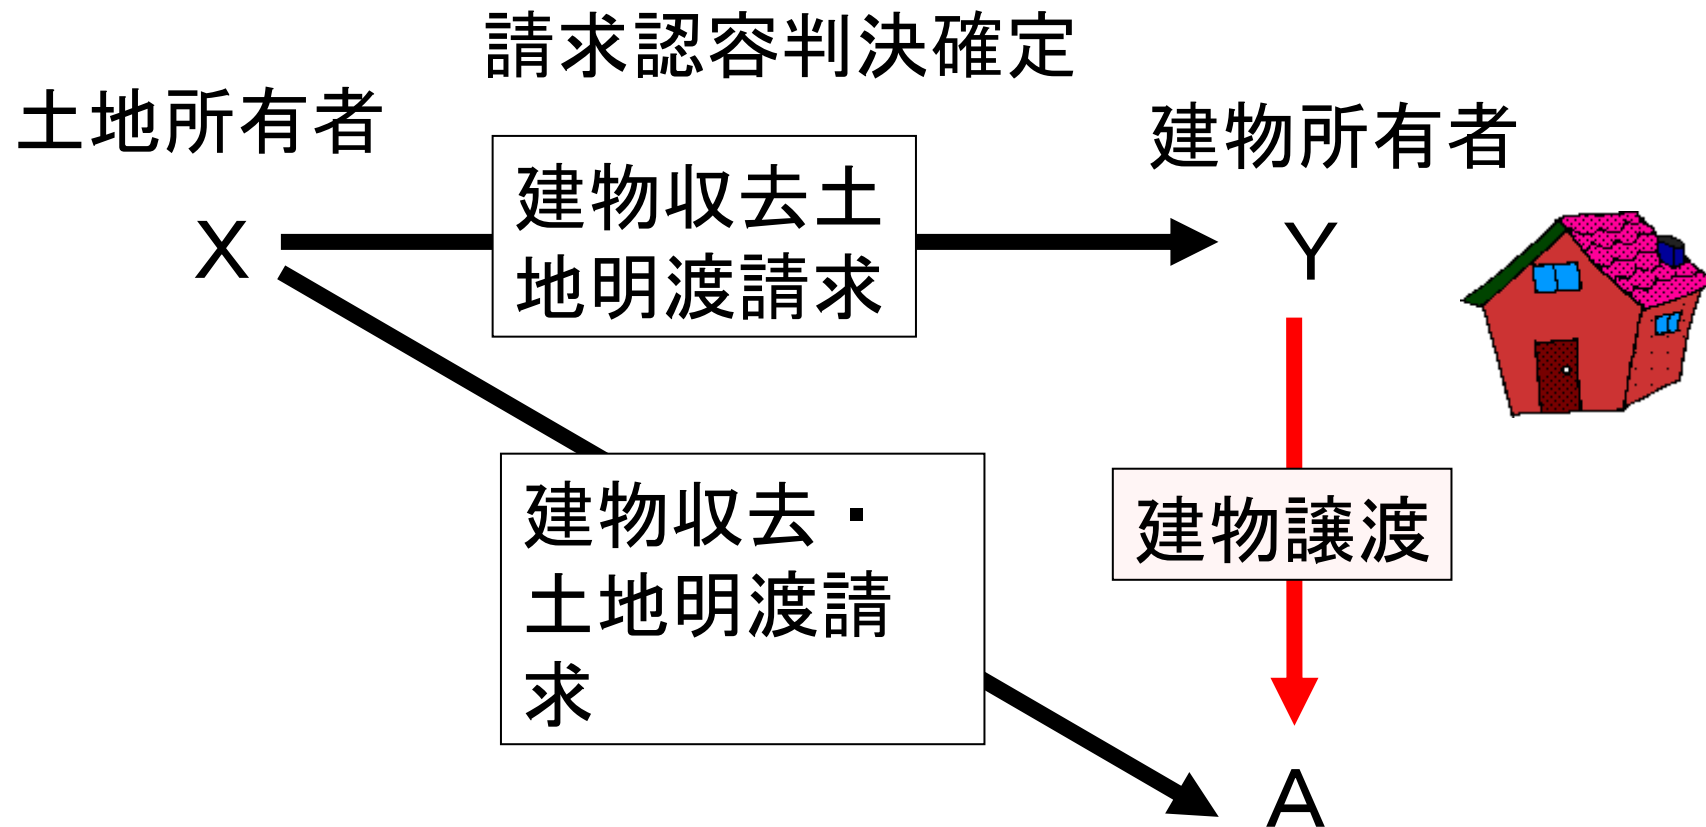 請求認容判決確定
土地所有者
建物所有者
建物収去土
地明渡請求
X
Y
建物収去・
土地明渡請
求
建物譲渡
A